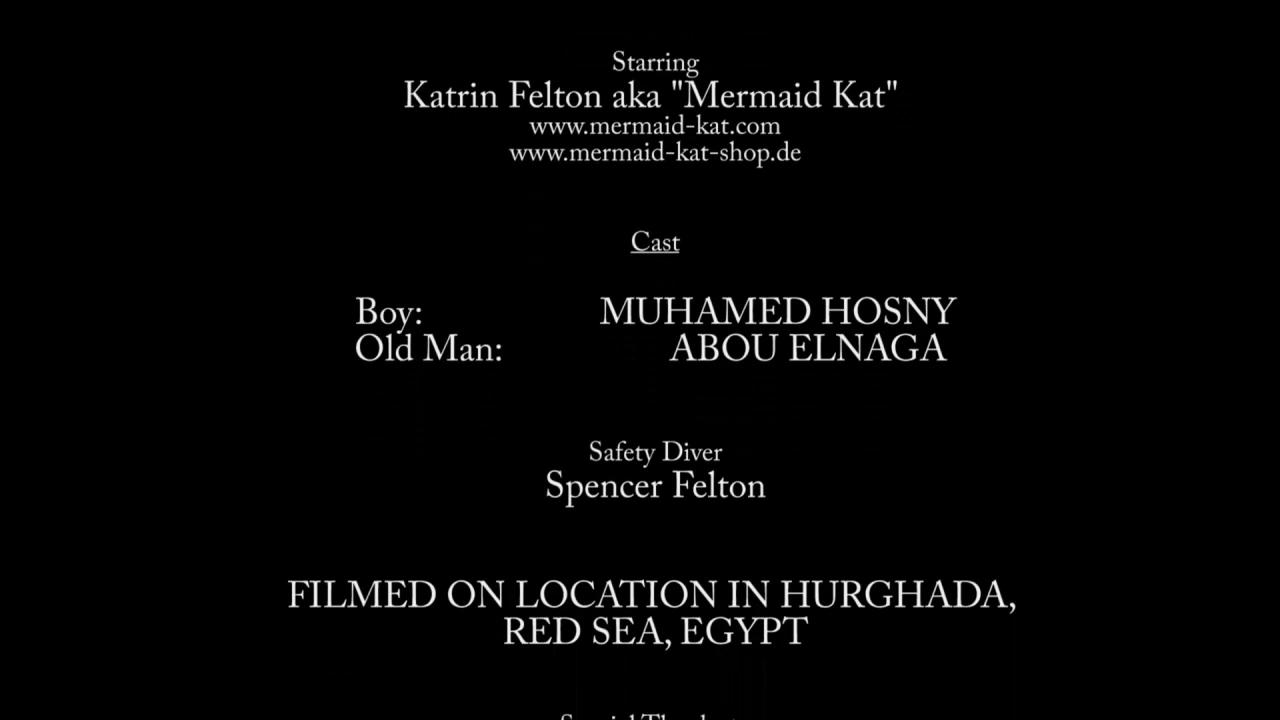 Starring
Katrin Felton aka "Mermaid Kat"
www.mermaid-kat.com
www.mermaid-kat-shop.de
Cast
Boy: MUHAMED HOSNY
Old Man: ABOU ELNAGA
Safety Diver
Spencer Felton
FILMED ON LOCATION IN HURGHADA,
RED SEA, EGYPT